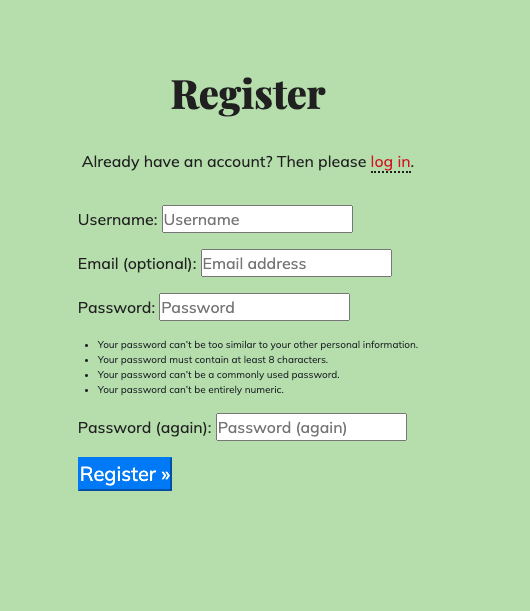 Register
Already have an account? Then please log in.
Username: Username
Email (optional): Email address
Password: Password
Your password can't be too similar to your other personal information.
Your password must contain at least 8 characters.
Your password can't be a commonly used password.
Your password can't be entirely numeric.
Password (again): Password (again)
Register »